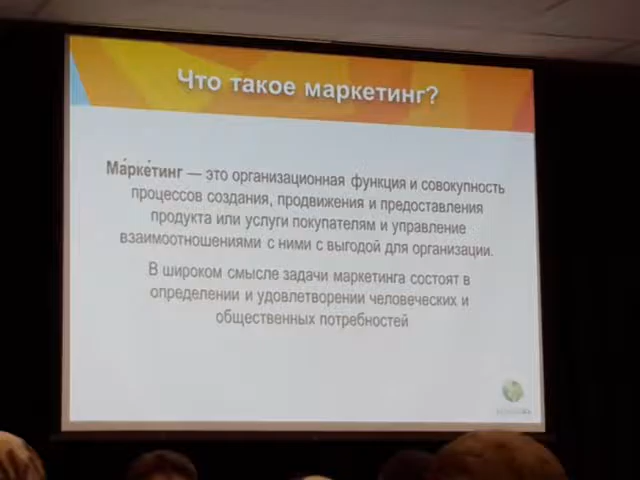 Что такое маркетинг?
Ма́рке́тинг — это организационная функция и совокупность
процессов создания, продвижения и предоставления
продукта или услуги покупателям и управление
взаимоотношениями с ними с выгодой для организации.
В широком смысле задачи маркетинга состоят в
определении и удовлетворении человеческих и
общественных потребностей